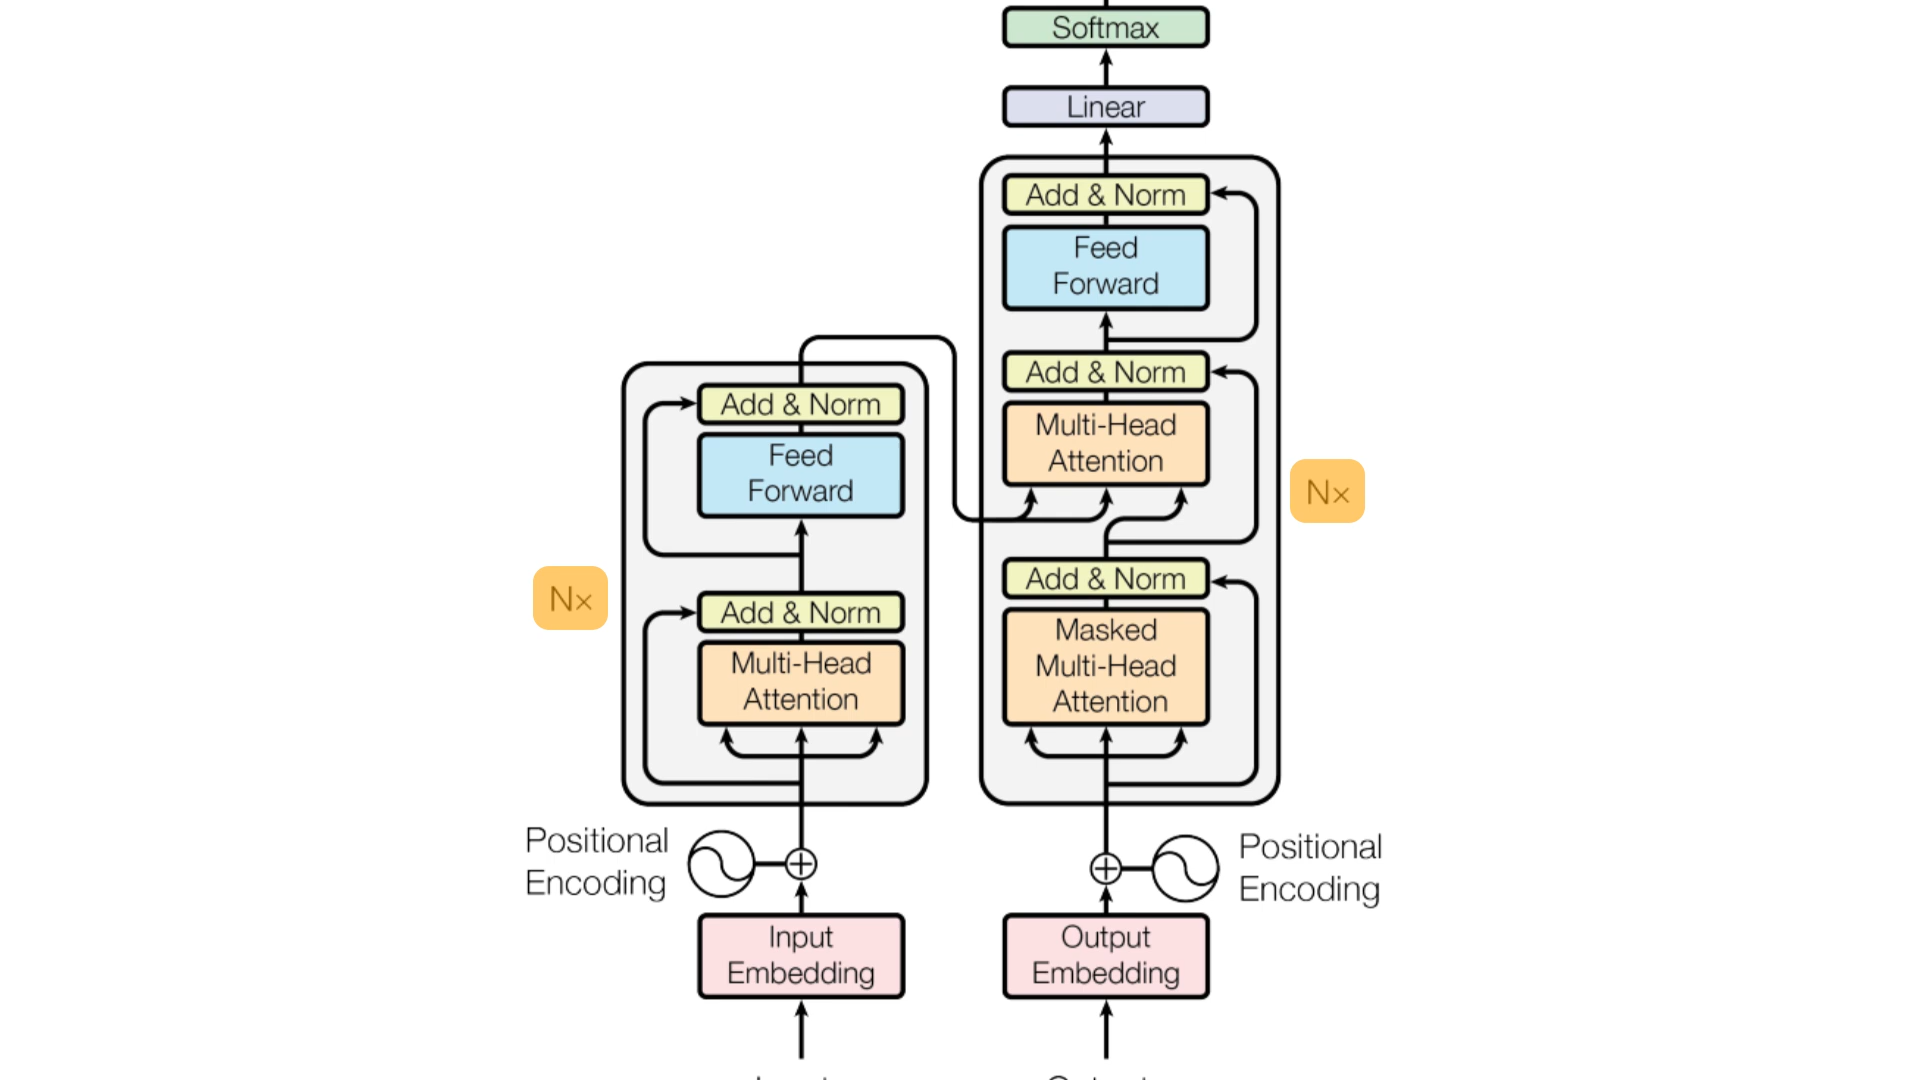 Softmax
Linear
Add & Norm
Feed
Forward
Add & Norm
Multi-Head
Attention
Nx
Add & Norm
Masked
Multi-Head
Attention
Add & Norm
Feed
Forward
Nx
Add & Norm
Multi-Head
Attention
Positional
Encoding
Positional
Encoding
Input
Embedding
Output
Embedding